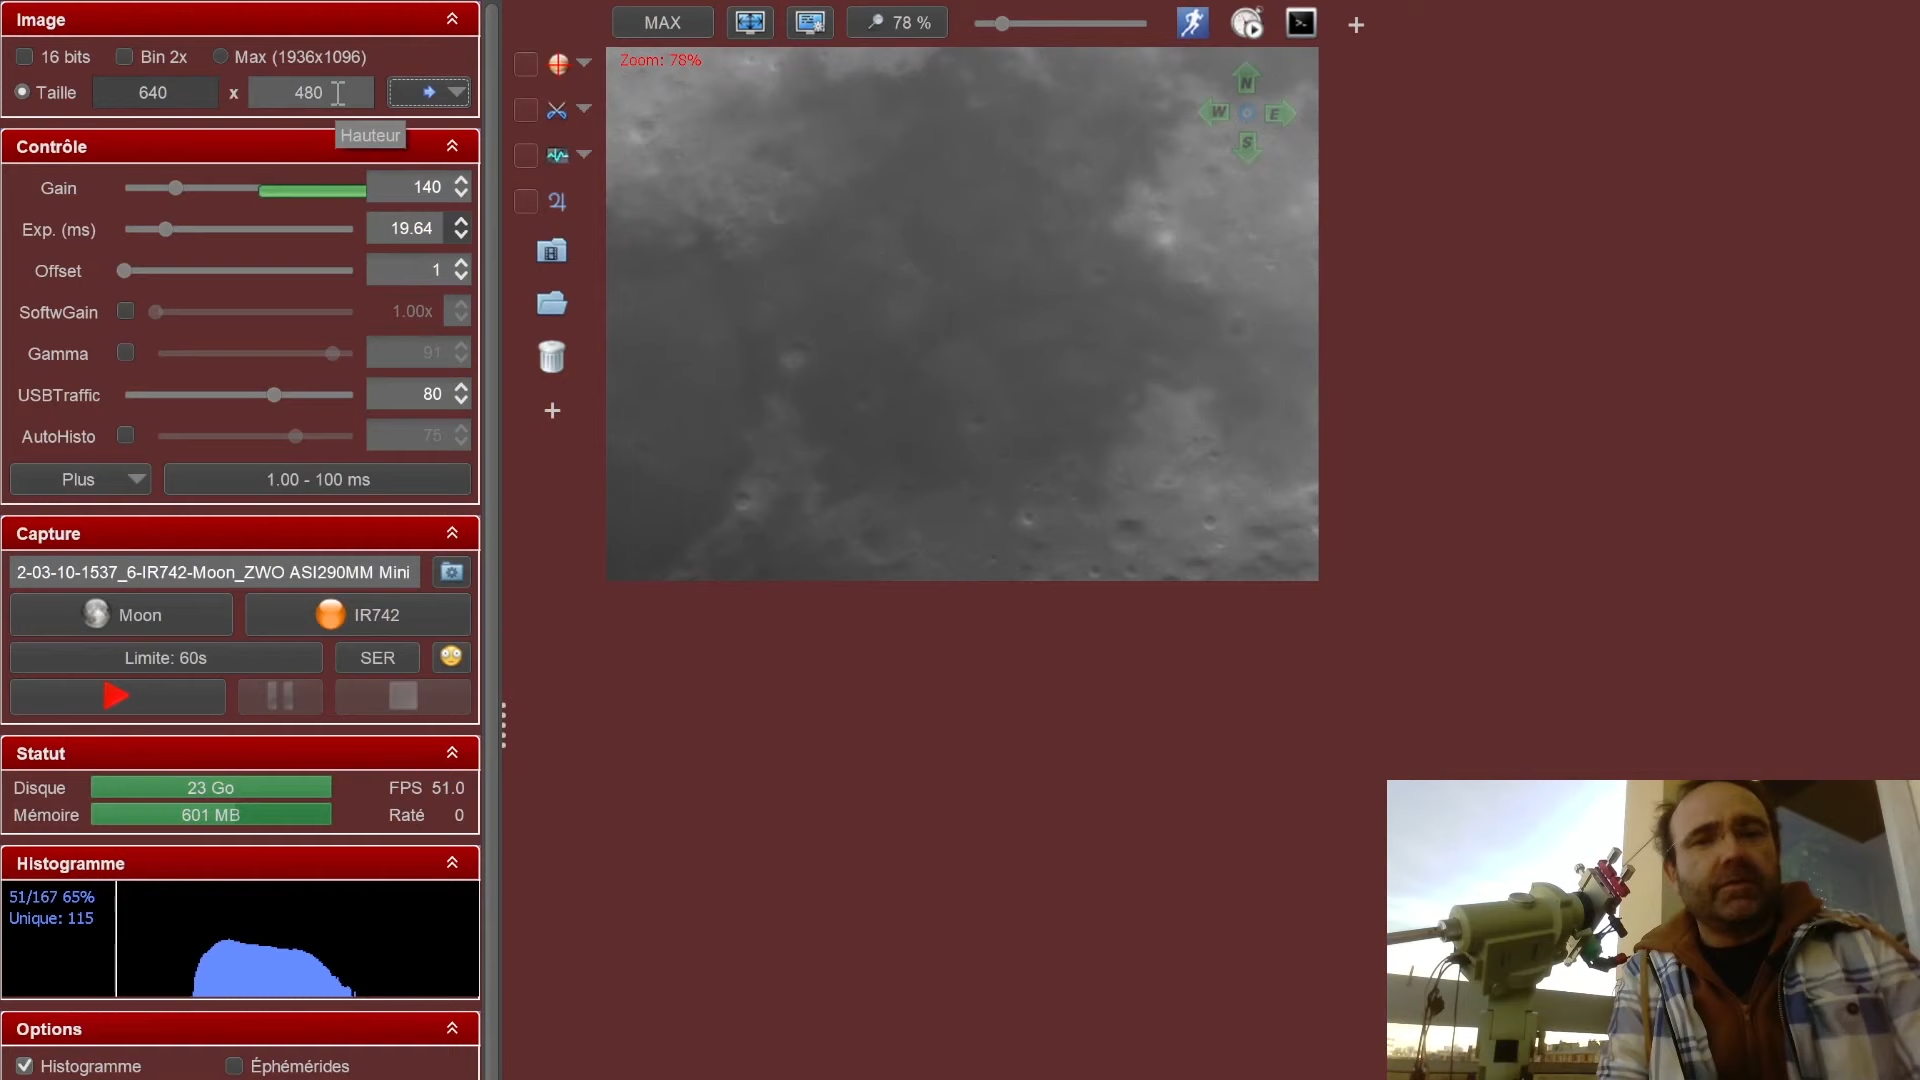 Image
16 bits Bin 2x Max (1936x1096)
Taille 640 x 480
Hauteur
Contrôle
Gain 140
Exp. (ms) 19.64
Offset 1
SoftwGain 1.00x
Gamma 91
USBTraffic 80
AutoHisto 75
Plus 1.00 - 100 ms
Capture
2-03-10-1537_6-IR742-Moon_ZWO ASI290MM Mini
Moon IR742
Limite: 60s SER
Statut
Disque 23 Go FPS 51.0
Mémoire 601 MB Raté 0
Histogramme
51/167 65%
Unique: 115
Options
Histogramme Éphémérides
MAX 78 %
Zoom: 78%
N
W E
S